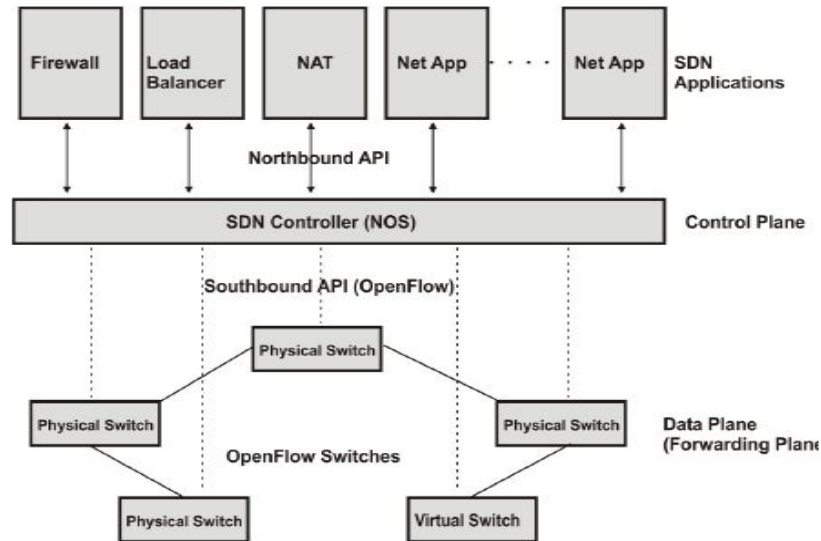 Firewall
Load
Balancer
NAT
Net App
Net App
SDN
Applications
Northbound API
SDN Controller (NOS)
Control Plane
Southbound API (OpenFlow)
Physical Switch
Physical Switch
Physical Switch
Data Plane
(Forwarding Plane
OpenFlow Switches
Physical Switch
Virtual Switch